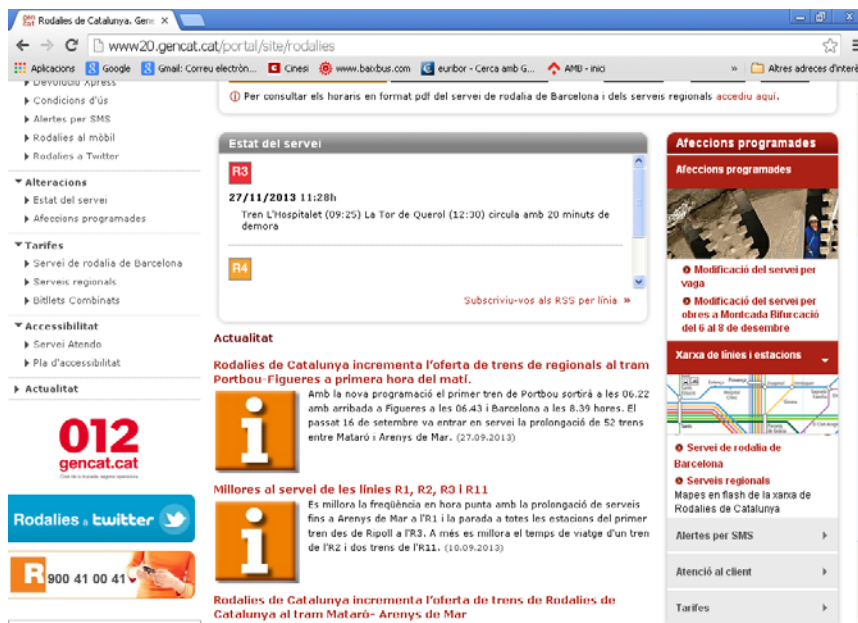 Rodalies de Catalunya. Gene
www20.gencat.cat/portal/site/rodalies
Aplicacions
Google
Gmail: Correu electròn...
Cinesi
www.baixbus.com
euribor - Cerca amb G...
AMB - inici
»
Altres adreces d'interè
Devolució Xpress
Condicions d'ús
Alertes per SMS
Rodalies al mòbil
Rodalies a Twitter
Alteracions
Estat del servei
Afeccions programades
Tarifes
Servei de rodalia de Barcelona
Serveis regionals
Bitllets Combinats
Accessibilitat
Servei Atendo
Pla d'accessibilitat
Actualitat
012
gencat.cat
Rodalies a twitter
R 900 41 00 41
Per consultar els horaris en format pdf del servei de rodalia de Barcelona i dels serveis regionals accediu aquí.
Estat del servei
R3
27/11/2013 11:28h
Tren L'Hospitalet (09:25) La Tor de Querol (12:30) circula amb 20 minuts de
demora
R4
Subscriviu-vos als RSS per línia »
Actualitat
Rodalies de Catalunya incrementa l'oferta de trens de regionals al tram
Portbou-Figueres a primera hora del matí.
Amb la nova programació el primer tren de Portbou sortirà a les 06.22
amb arribada a Figueres a les 06.43 i Barcelona a les 8.39 hores. El
passat 16 de setembre va entrar en servei la prolongació de 52 trens
entre Mataró i Arenys de Mar. (27.09.2013)
Millores al servei de les línies R1, R2, R3 i R11
Es millora la freqüència en hora punta amb la prolongació de serveis
fins a Arenys de Mar a l'R1 i la parada a totes les estacions del primer
tren des de Ripoll a l'R3. A més es millora el temps de viatge d'un tren
de l'R2 i dos trens de l'R11. (10.09.2013)
Rodalies de Catalunya incrementa l'oferta de trens de Rodalies de
Catalunya al tram Mataró- Arenys de Mar
Afeccions programades
Afeccions programades
Modificació del servei per
vaga
Modificació del servei per
obres a Montcada Bifurcació
del 6 al 8 de desembre
Xarxa de línies i estacions
Servei de rodalia de
Barcelona
Serveis regionals
Mapes en flash de la xarxa de
Rodalies de Catalunya
Alertes per SMS
Atenció al client
Tarifes